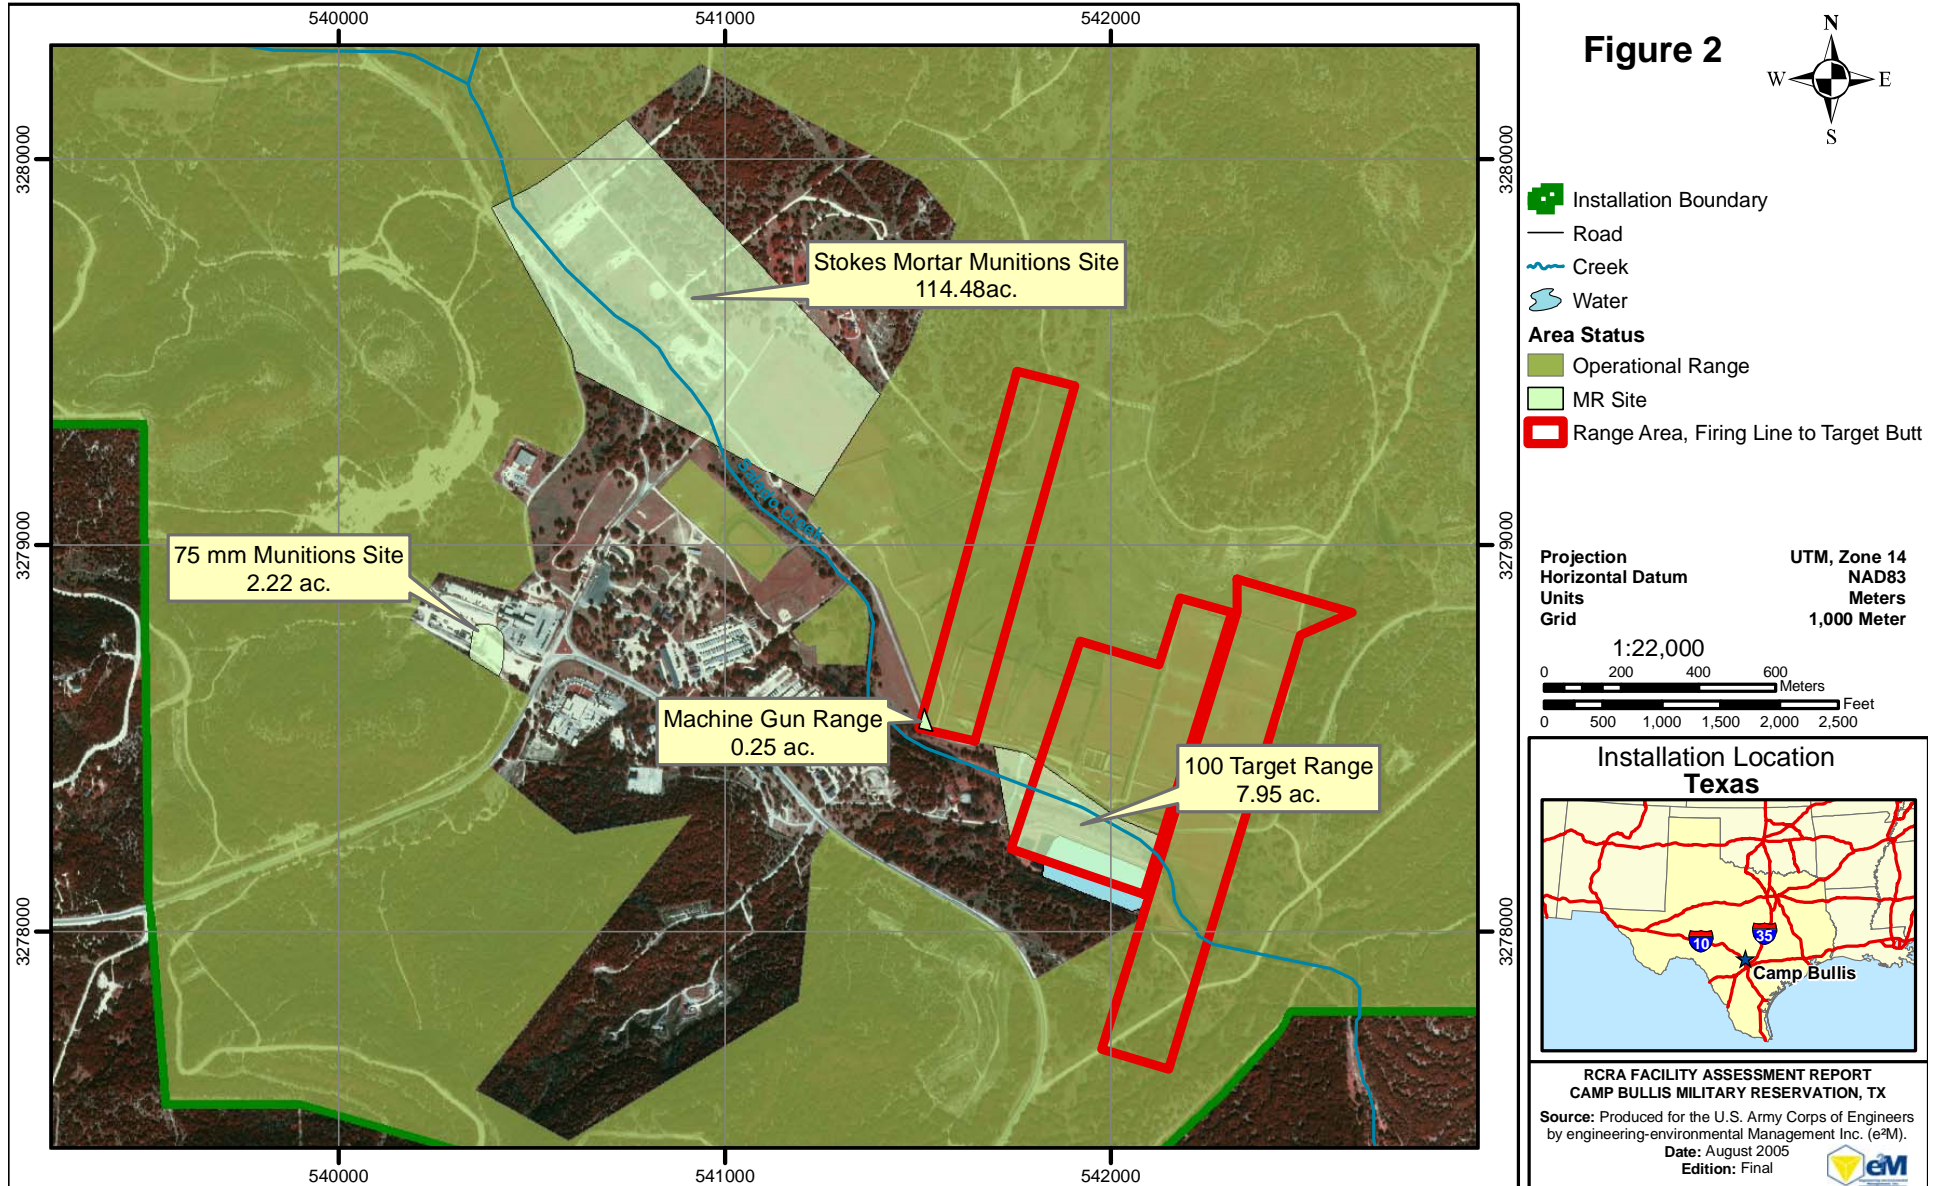 540000
541000
542000
3280000
3279000
3278000
3280000
3279000
3278000
540000
541000
542000
Stokes Mortar Munitions Site
114.48ac.
75 mm Munitions Site
2.22 ac.
Machine Gun Range
0.25 ac.
100 Target Range
7.95 ac.
Salado Creek
Figure 2
N
W
E
S
Installation Boundary
Road
Creek
Water
Area Status
Operational Range
MR Site
Range Area, Firing Line to Target Butt
Projection UTM, Zone 14
Horizontal Datum NAD83
Units Meters
Grid 1,000 Meter
1:22,000
0 200 400 600
Meters
Feet
0 500 1,000 1,500 2,000 2,500
Installation Location
Texas
10
35
Camp Bullis
RCRA FACILITY ASSESSMENT REPORT
CAMP BULLIS MILITARY RESERVATION, TX
Source: Produced for the U.S. Army Corps of Engineers
by engineering-environmental Management Inc. (e²M).
Date: August 2005
Edition: Final
e²M